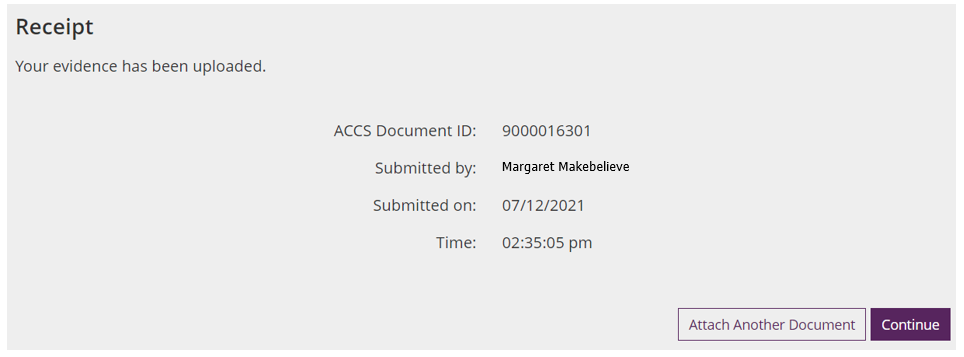 Receipt
Your evidence has been uploaded.
ACCS Document ID: 9000016301
Submitted by: Margaret Makebelieve
Submitted on: 07/12/2021
Time: 02:35:05 pm
Attach Another Document Continue